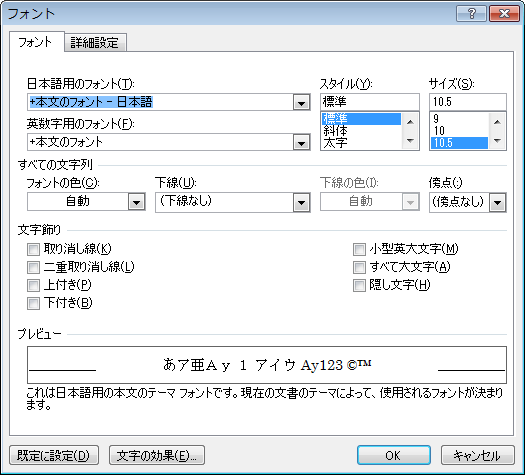 フォント
フォント 詳細設定
日本語用のフォント(T): スタイル(Y): サイズ(S):
+本文のフォント - 日本語 標準 10.5
英数字用のフォント(F): 標準 9
+本文のフォント 斜体 10
太字 10.5
すべての文字列
フォントの色(C): 下線(U): 下線の色(I): 傍点(:)
自動 (下線なし) 自動 (傍点なし)
文字飾り
取り消し線(K) 小型英大文字(M)
二重取り消し線(L) すべて大文字(A)
上付き(P) 隠し文字(H)
下付き(B)
プレビュー
あア亜Ａｙ １ アイウ Ay123 ©™
これは日本語用の本文のテーマ フォントです。現在の文書のテーマによって、使用されるフォントが決まり
ます。
既定に設定(D) 文字の効果(E)... OK キャンセル